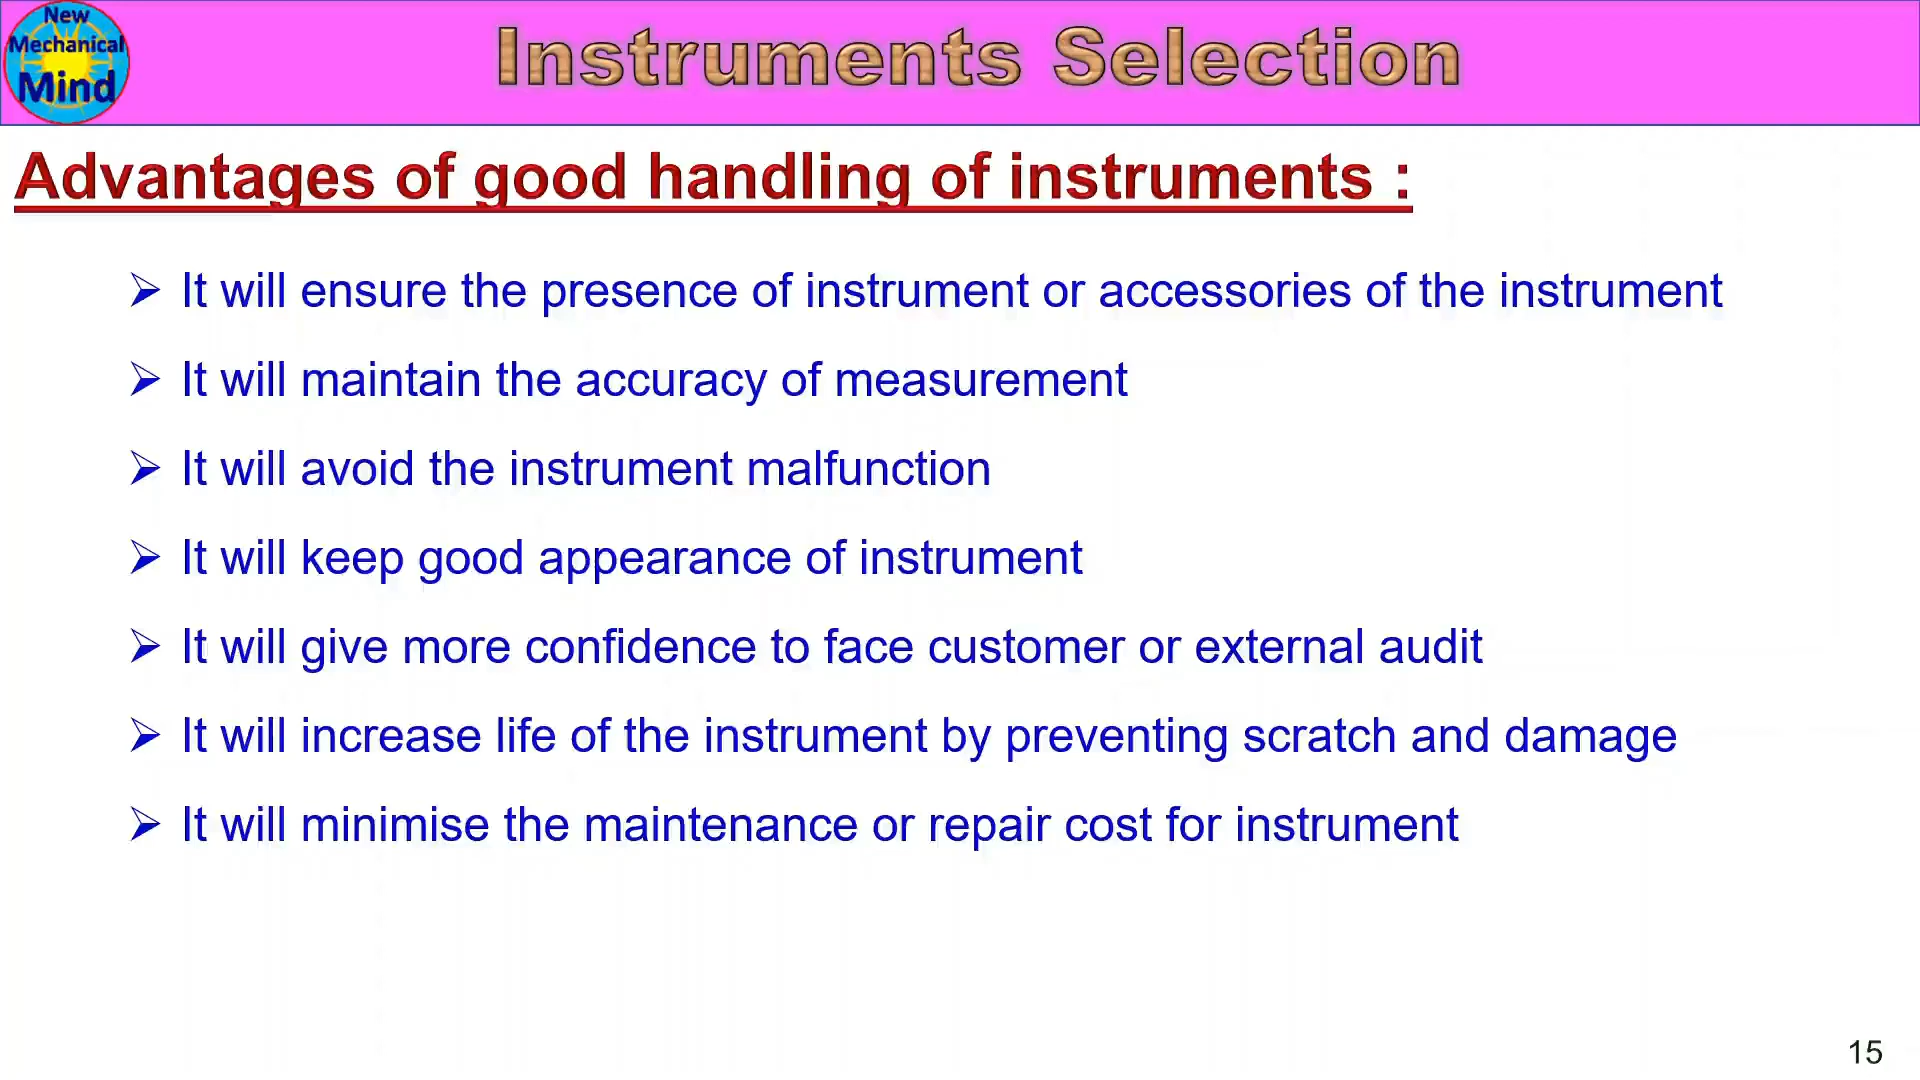 New
Mechanical
Mind
Instruments Selection
Advantages of good handling of instruments :
➢ It will ensure the presence of instrument or accessories of the instrument
➢ It will maintain the accuracy of measurement
➢ It will avoid the instrument malfunction
➢ It will keep good appearance of instrument
➢ It will give more confidence to face customer or external audit
➢ It will increase life of the instrument by preventing scratch and damage
➢ It will minimise the maintenance or repair cost for instrument
15